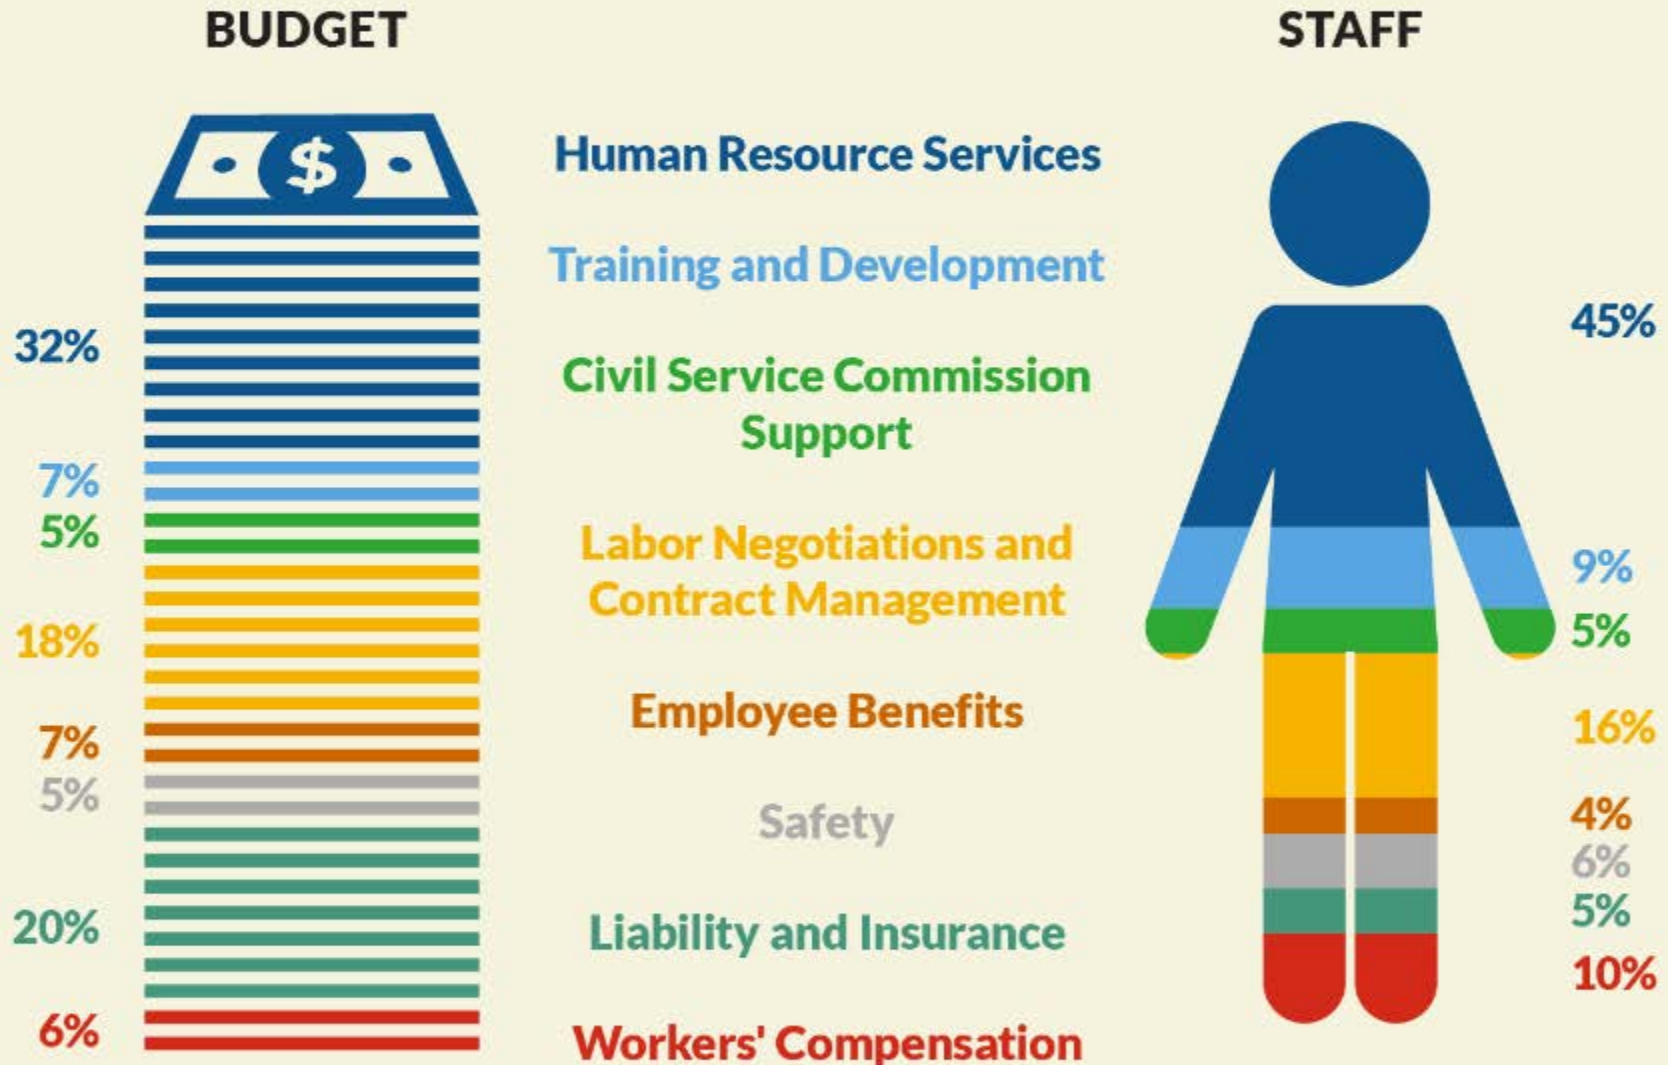 BUDGET
STAFF
$
Human Resource Services
Training and Development
Civil Service Commission
Support
Labor Negotiations and
Contract Management
Employee Benefits
Safety
Liability and Insurance
Workers' Compensation
32%
7%
5%
18%
7%
5%
20%
6%
45%
9%
5%
16%
4%
6%
5%
10%